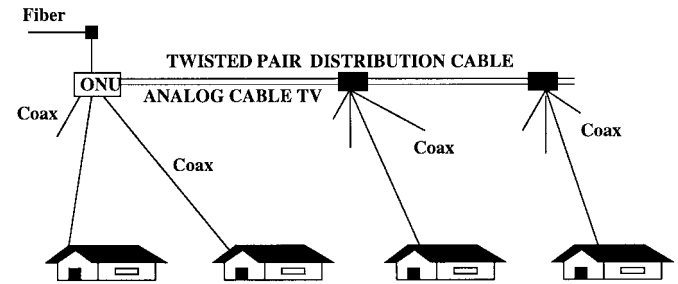 Fiber
TWISTED PAIR DISTRIBUTION CABLE
ONU
ANALOG CABLE TV
Coax
Coax
Coax
Coax